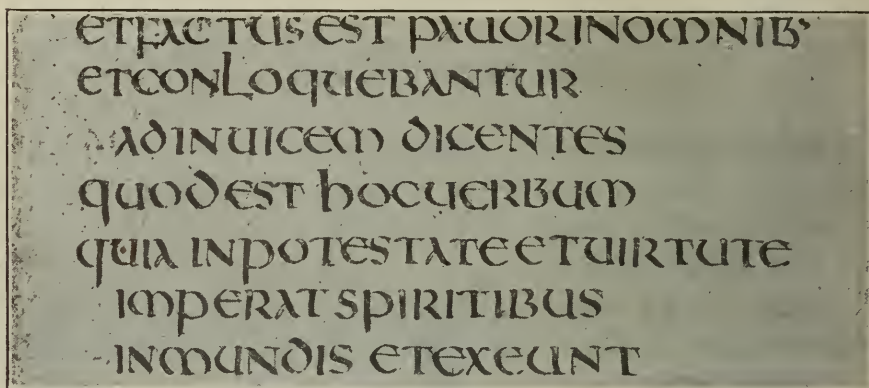 ETFACTUS EST PAUOR INOMNIB'
ETCONLOQUEBANTUR
ADINUICEM DICENTES
QUODEST HOCUERBUM
QUIA INPOTESTATE ETUIRTUTE
IMPERAT SPIRITIBUS
INMUNDIS ETEXEUNT